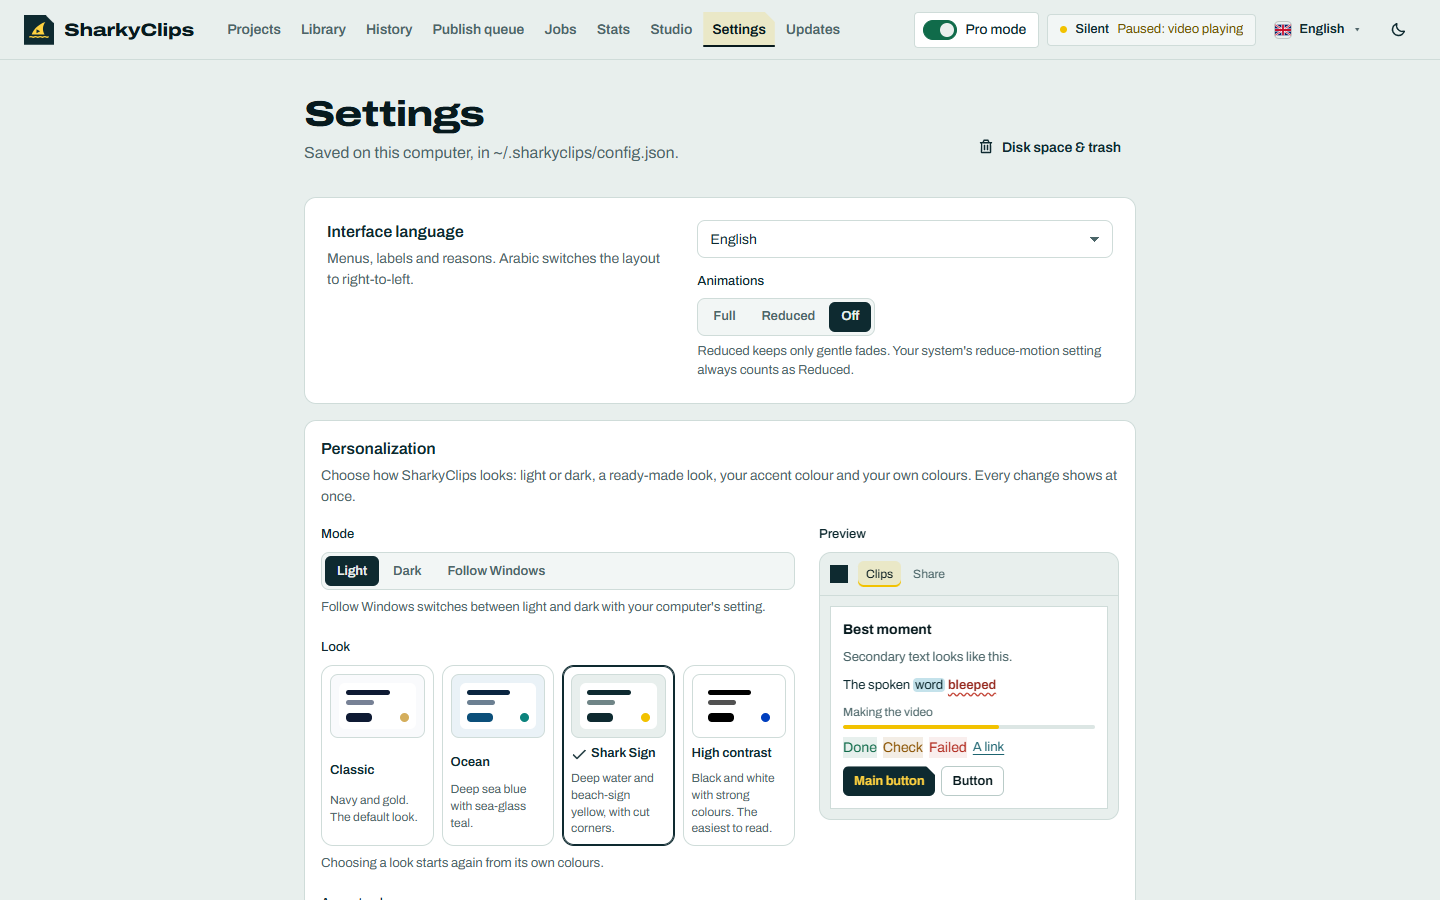 SharkyClips
Projects
Library
History
Publish queue
Jobs
Stats
Studio
Settings
Updates
Pro mode
Silent Paused: video playing
English
Settings
Saved on this computer, in ~/.sharkyclips/config.json.
Disk space & trash
Interface language
Menus, labels and reasons. Arabic switches the layout
to right-to-left.
English
Animations
Full
Reduced
Off
Reduced keeps only gentle fades. Your system's reduce-motion setting
always counts as Reduced.
Personalization
Choose how SharkyClips looks: light or dark, a ready-made look, your accent colour and your own colours. Every change shows at
once.
Mode
Light
Dark
Follow Windows
Follow Windows switches between light and dark with your computer's setting.
Look
Classic
Navy and gold.
The default look.
Ocean
Deep sea blue
with sea-glass
teal.
Shark Sign
Deep water and
beach-sign
yellow, with cut
corners.
High contrast
Black and white
with strong
colours. The
easiest to read.
Choosing a look starts again from its own colours.
Preview
Clips
Share
Best moment
Secondary text looks like this.
The spoken word bleeped
Making the video
Done Check Failed A link
Main button
Button